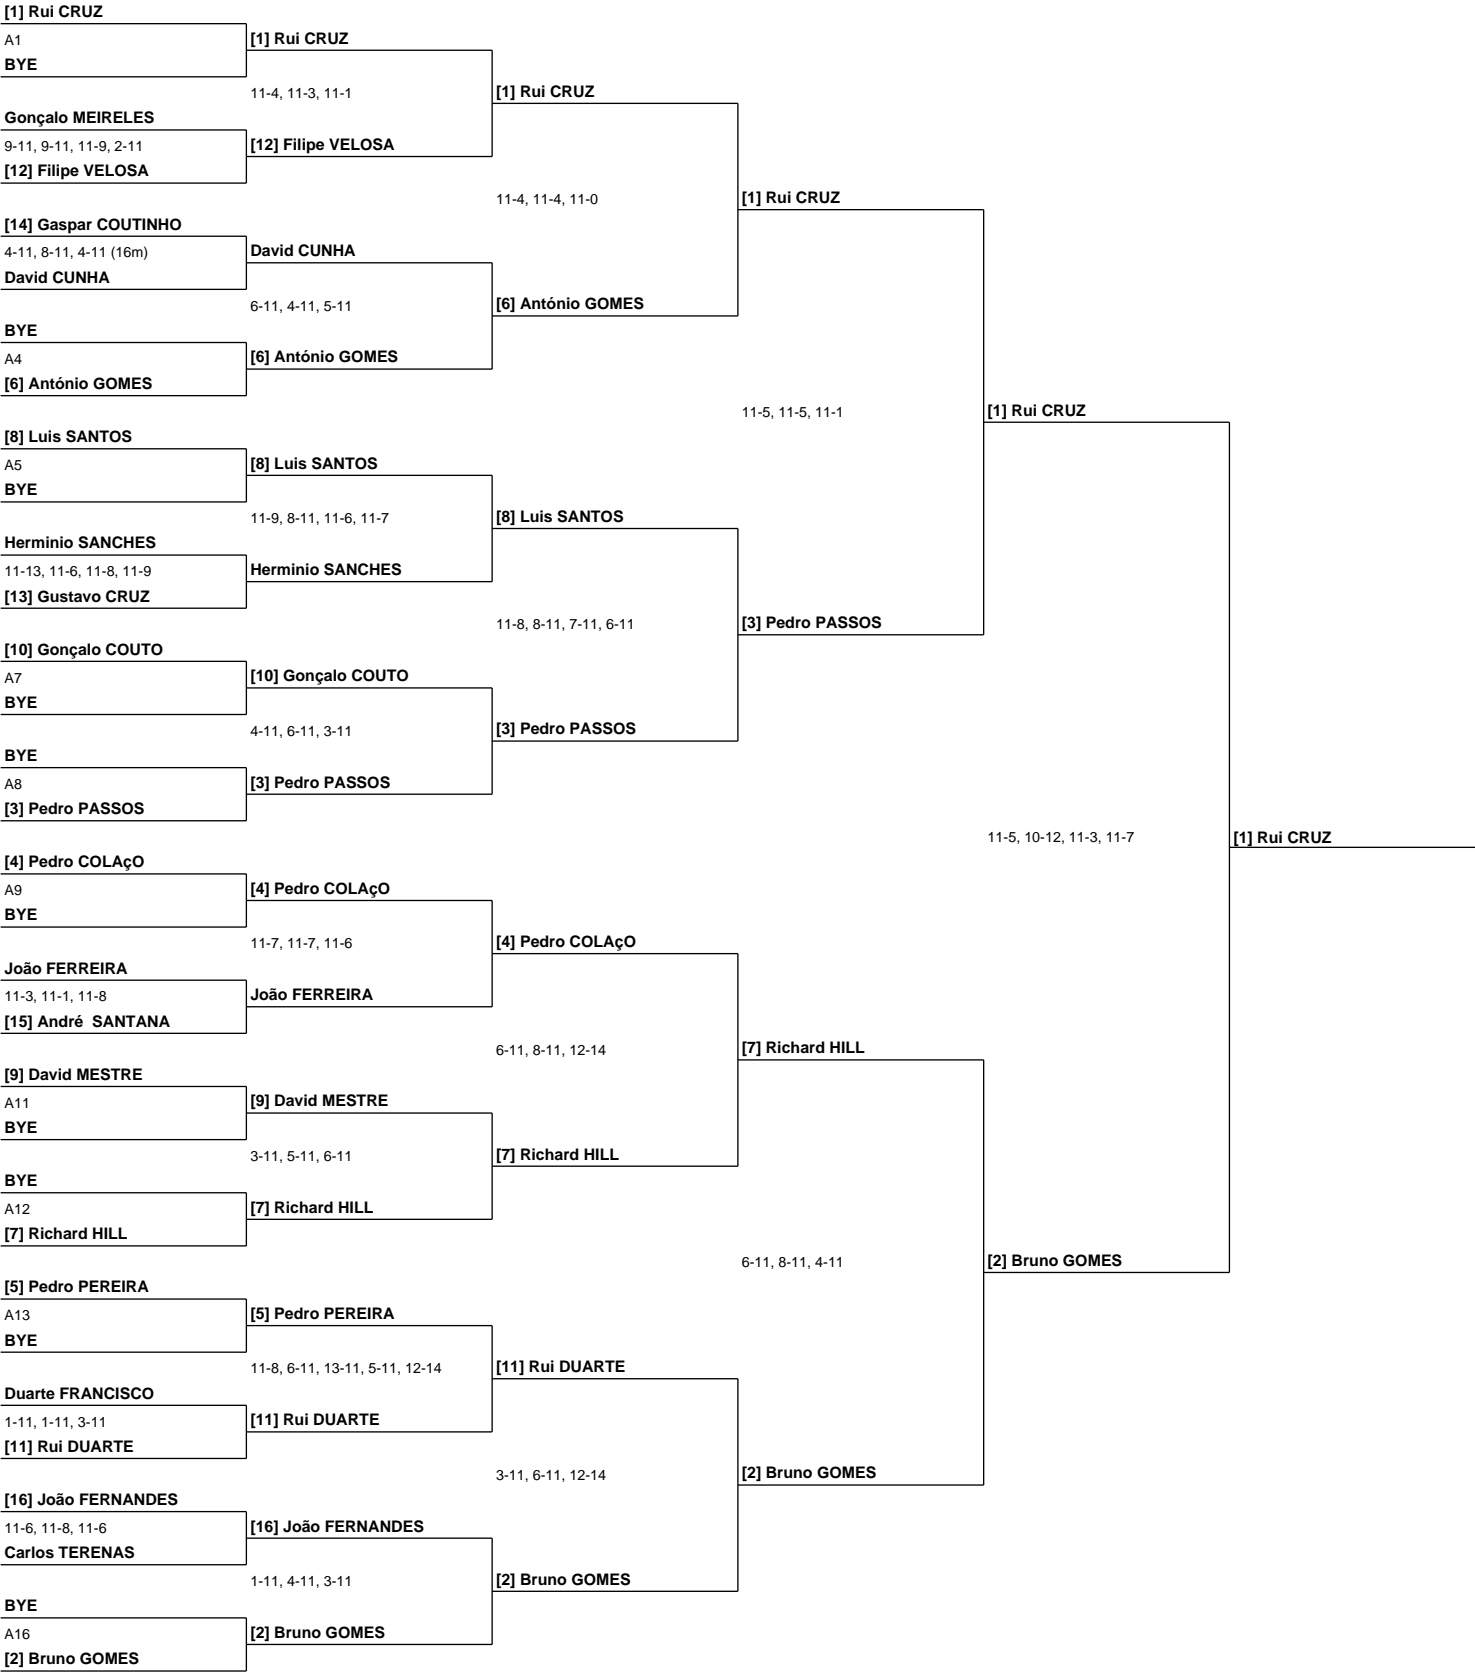 [1] Rui CRUZ
A1
BYE
[1] Rui CRUZ
11-4, 11-3, 11-1
[1] Rui CRUZ
Gonçalo MEIRELES
9-11, 9-11, 11-9, 2-11
[12] Filipe VELOSA
[12] Filipe VELOSA
11-4, 11-4, 11-0
[1] Rui CRUZ
[14] Gaspar COUTINHO
4-11, 8-11, 4-11 (16m)
David CUNHA
David CUNHA
6-11, 4-11, 5-11
[6] António GOMES
BYE
A4
[6] António GOMES
[6] António GOMES
11-5, 11-5, 11-1
[1] Rui CRUZ
[8] Luis SANTOS
A5
BYE
[8] Luis SANTOS
11-9, 8-11, 11-6, 11-7
[8] Luis SANTOS
Herminio SANCHES
11-13, 11-6, 11-8, 11-9
[13] Gustavo CRUZ
Herminio SANCHES
11-8, 8-11, 7-11, 6-11
[3] Pedro PASSOS
[10] Gonçalo COUTO
A7
BYE
[10] Gonçalo COUTO
4-11, 6-11, 3-11
[3] Pedro PASSOS
BYE
A8
[3] Pedro PASSOS
[3] Pedro PASSOS
11-5, 10-12, 11-3, 11-7
[1] Rui CRUZ
[4] Pedro COLAçO
A9
BYE
[4] Pedro COLAçO
11-7, 11-7, 11-6
[4] Pedro COLAçO
João FERREIRA
11-3, 11-1, 11-8
[15] André  SANTANA
João FERREIRA
6-11, 8-11, 12-14
[7] Richard HILL
[9] David MESTRE
A11
BYE
[9] David MESTRE
3-11, 5-11, 6-11
[7] Richard HILL
BYE
A12
[7] Richard HILL
[7] Richard HILL
6-11, 8-11, 4-11
[2] Bruno GOMES
[5] Pedro PEREIRA
A13
BYE
[5] Pedro PEREIRA
11-8, 6-11, 13-11, 5-11, 12-14
[11] Rui DUARTE
Duarte FRANCISCO
1-11, 1-11, 3-11
[11] Rui DUARTE
[11] Rui DUARTE
3-11, 6-11, 12-14
[2] Bruno GOMES
[16] João FERNANDES
11-6, 11-8, 11-6
Carlos TERENAS
[16] João FERNANDES
1-11, 4-11, 3-11
[2] Bruno GOMES
BYE
A16
[2] Bruno GOMES
[2] Bruno GOMES